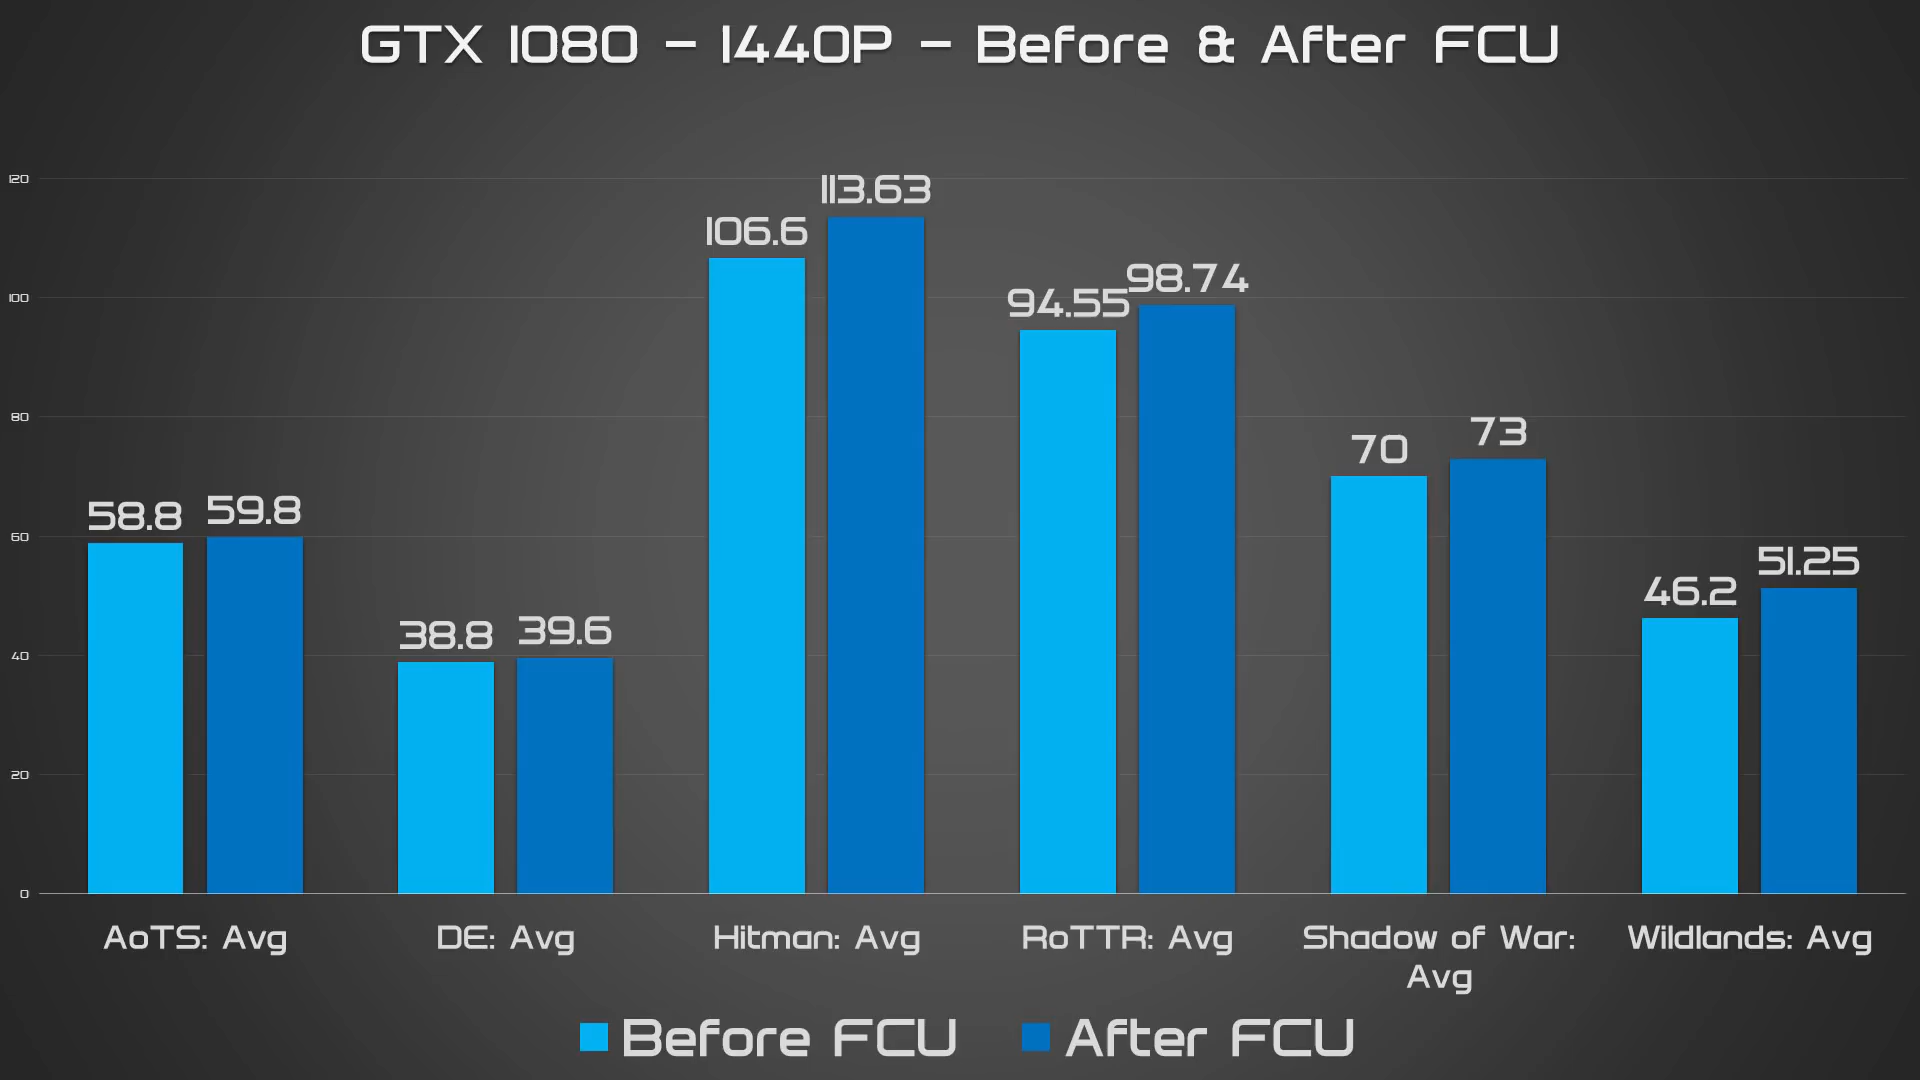 GTX 1080 – 1440P – Before & After FCU
120
100
80
60
40
20
0
58.8
59.8
38.8
39.6
106.6
113.63
94.55
98.74
70
73
46.2
51.25
AoTS: Avg
DE: Avg
Hitman: Avg
RoTTR: Avg
Shadow of War:
Avg
Wildlands: Avg
Before FCU
After FCU